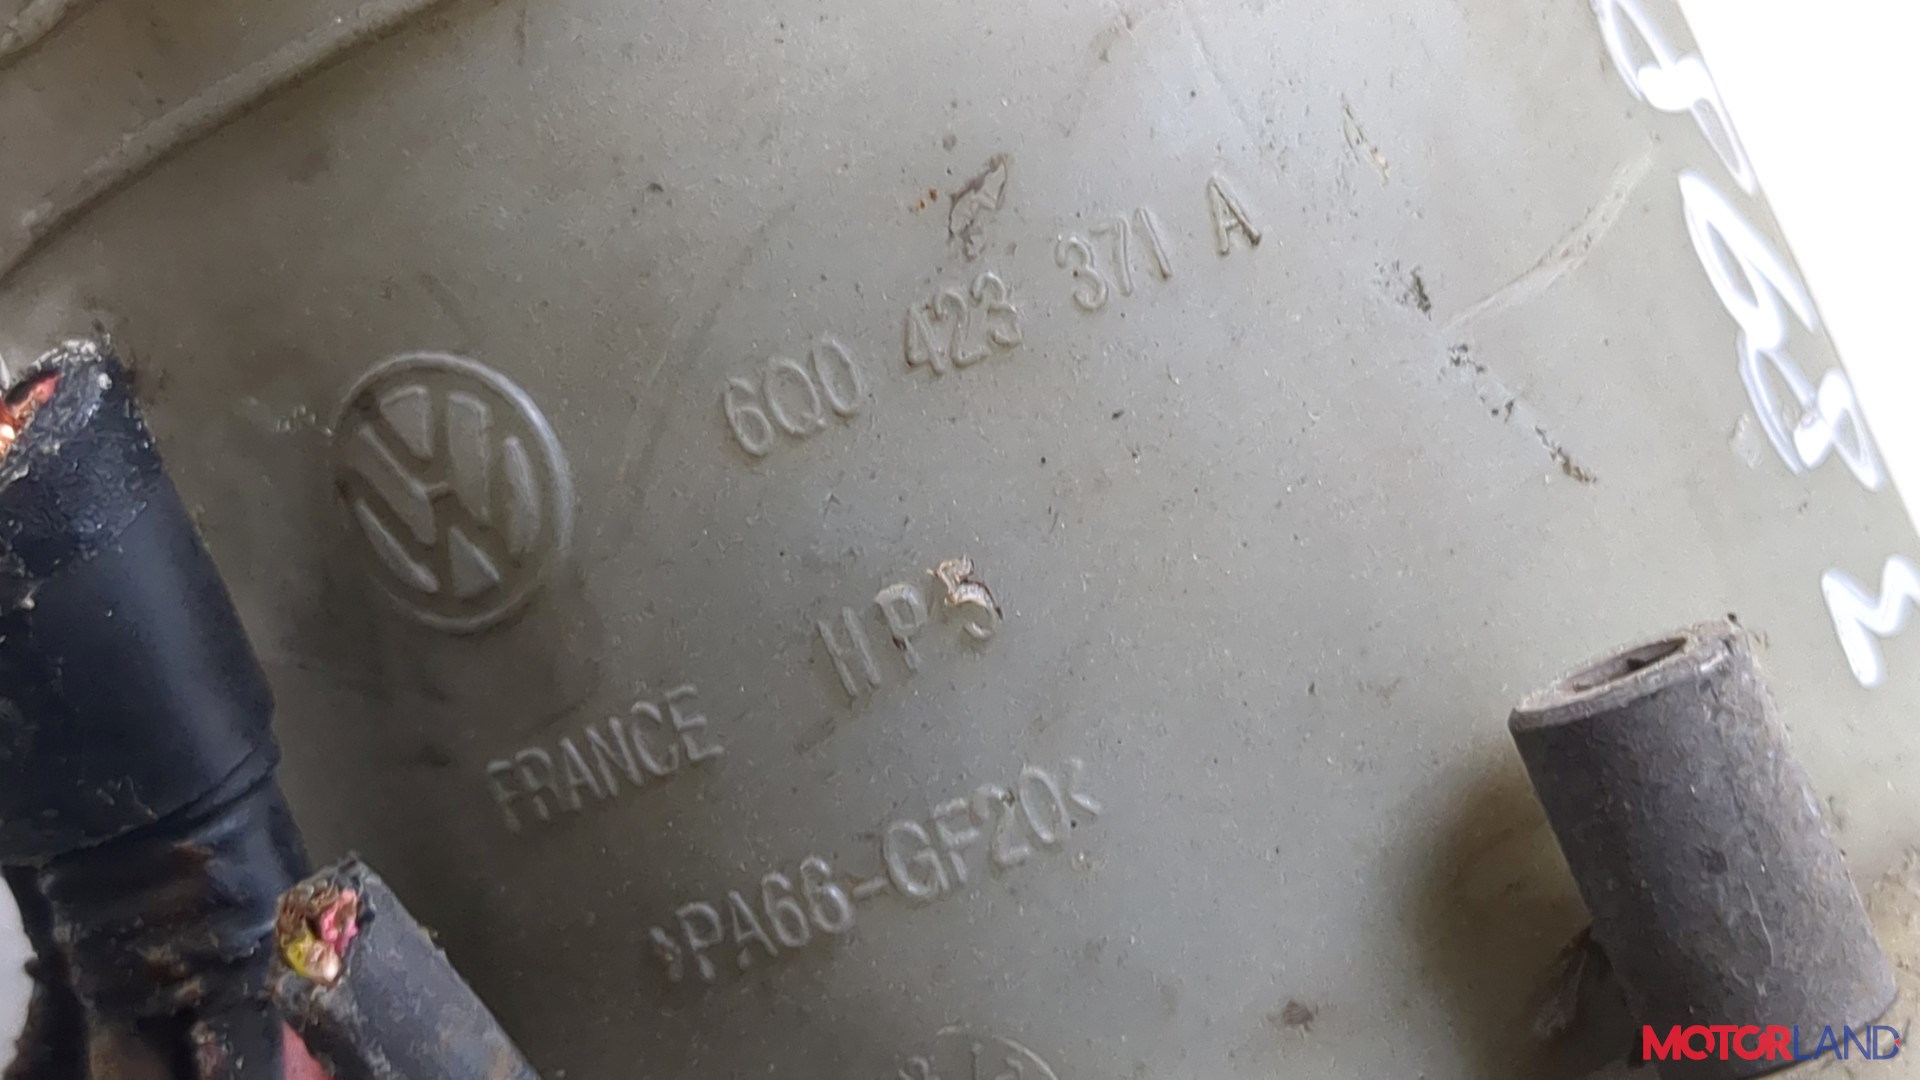 6Q0 423 371 A
HP5
FRANCE
>PA66-GF20<
MOTORLAND